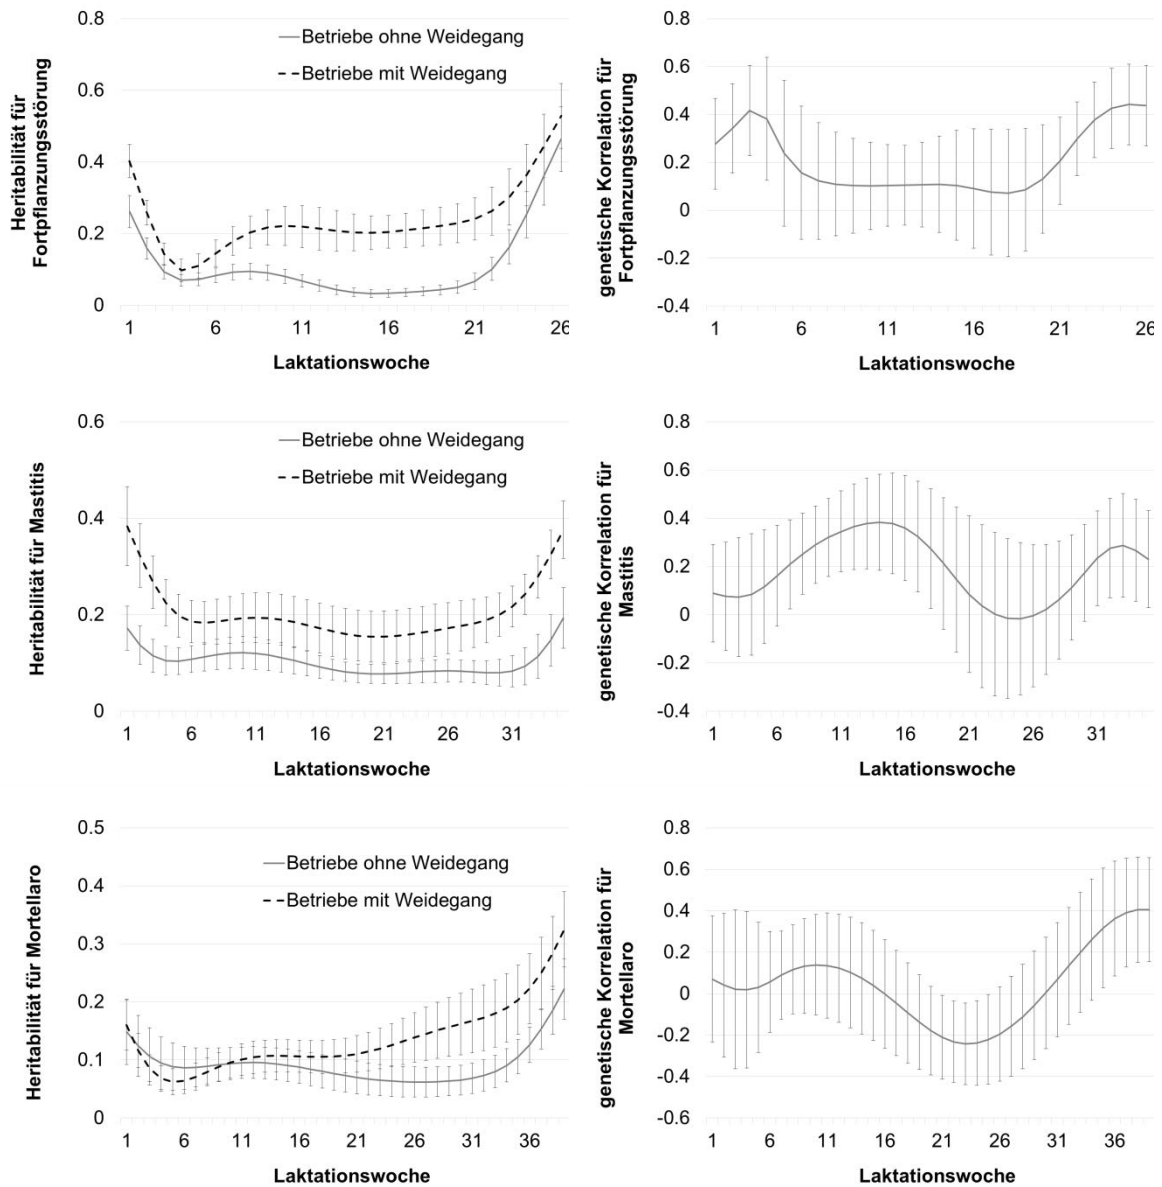 Heritabilität für
Fortpflanzungsstörung
0.8
0.6
0.4
0.2
0
Betriebe ohne Weidegang
Betriebe mit Weidegang
1 6 11 16 21 26
Laktationswoche
genetische Korrelation für
Fortpflanzungsstörung
0.8
0.6
0.4
0.2
0
-0.2
-0.4
1 6 11 16 21 26
Laktationswoche
Heritabilität für Mastitis
0.6
0.4
0.2
0
Betriebe ohne Weidegang
Betriebe mit Weidegang
1 6 11 16 21 26 31
Laktationswoche
genetische Korrelation für
Mastitis
0.8
0.6
0.4
0.2
0
-0.2
-0.4
1 6 11 16 21 26 31
Laktationswoche
Heritabilität für Mortellaro
0.5
0.4
0.3
0.2
0.1
0
Betriebe ohne Weidegang
Betriebe mit Weidegang
1 6 11 16 21 26 31 36
Laktationswoche
genetische Korrelation für
Mortellaro
0.8
0.6
0.4
0.2
0
-0.2
-0.4
-0.6
1 6 11 16 21 26 31 36
Laktationswoche